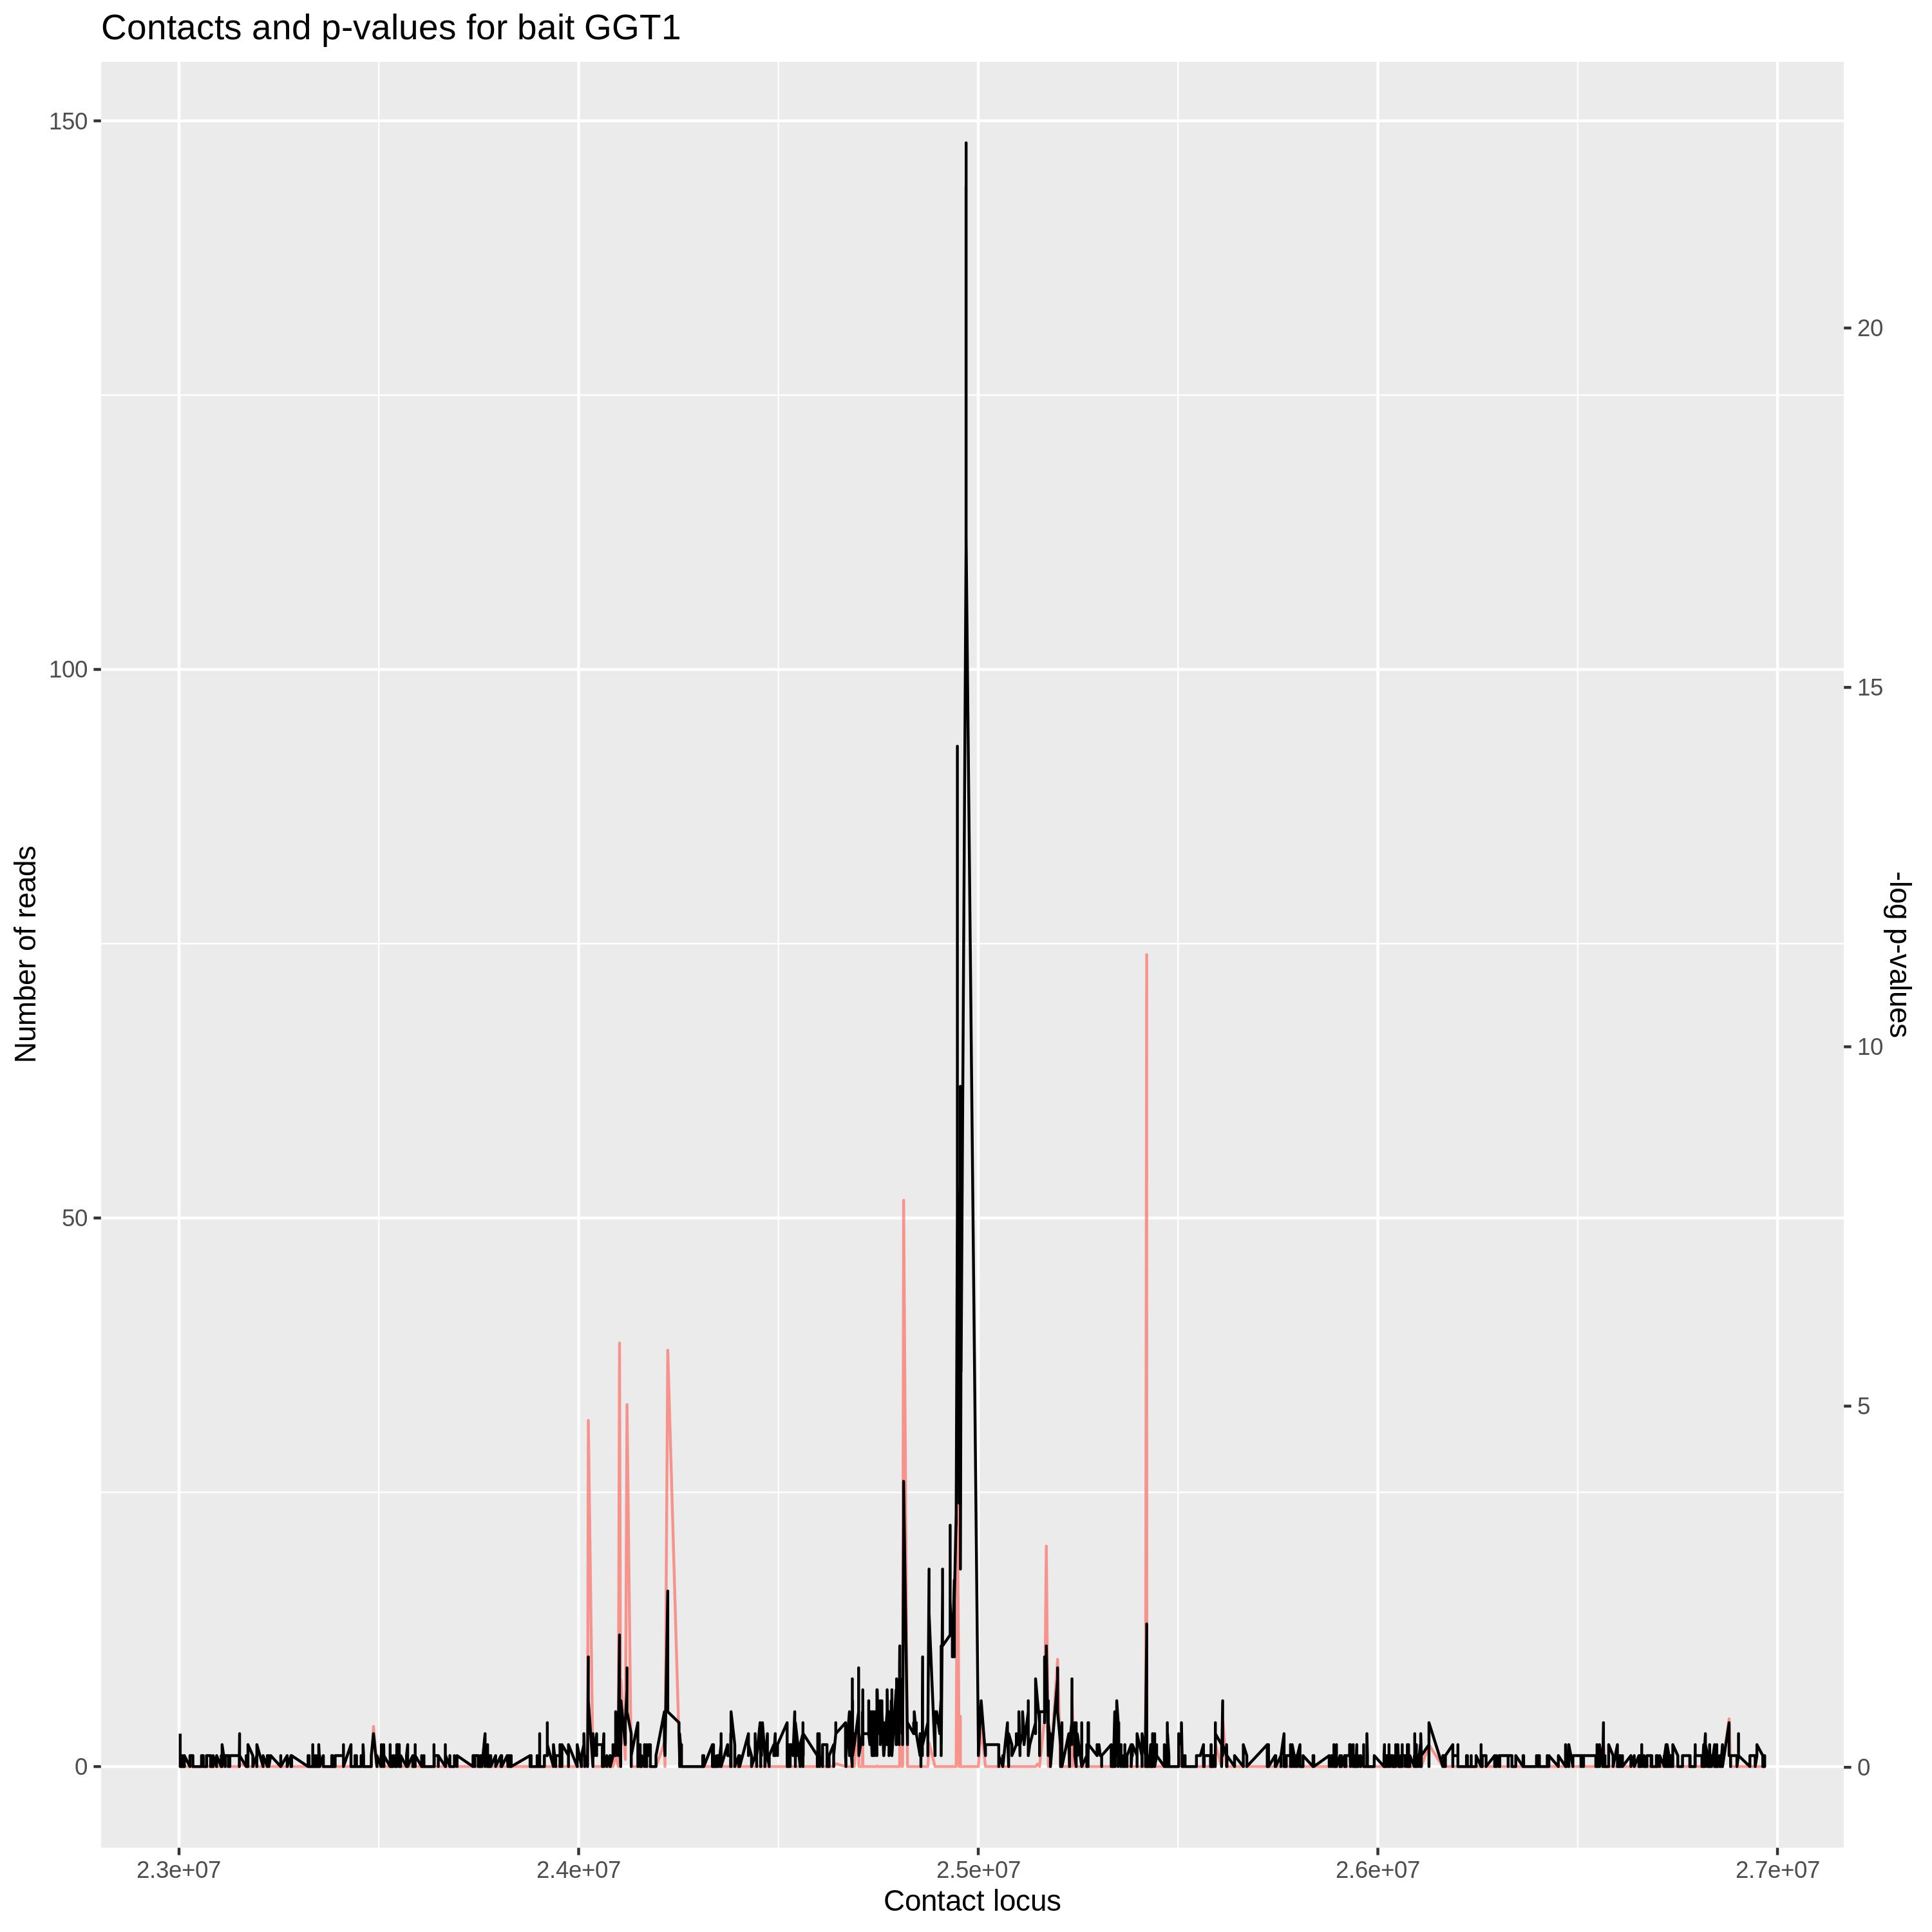 Contacts and p-values for bait GGT1
150
100
50
0
Number of reads
20
15
10
5
0
-log p-values
2.3e+07
2.4e+07
2.5e+07
2.6e+07
2.7e+07
Contact locus